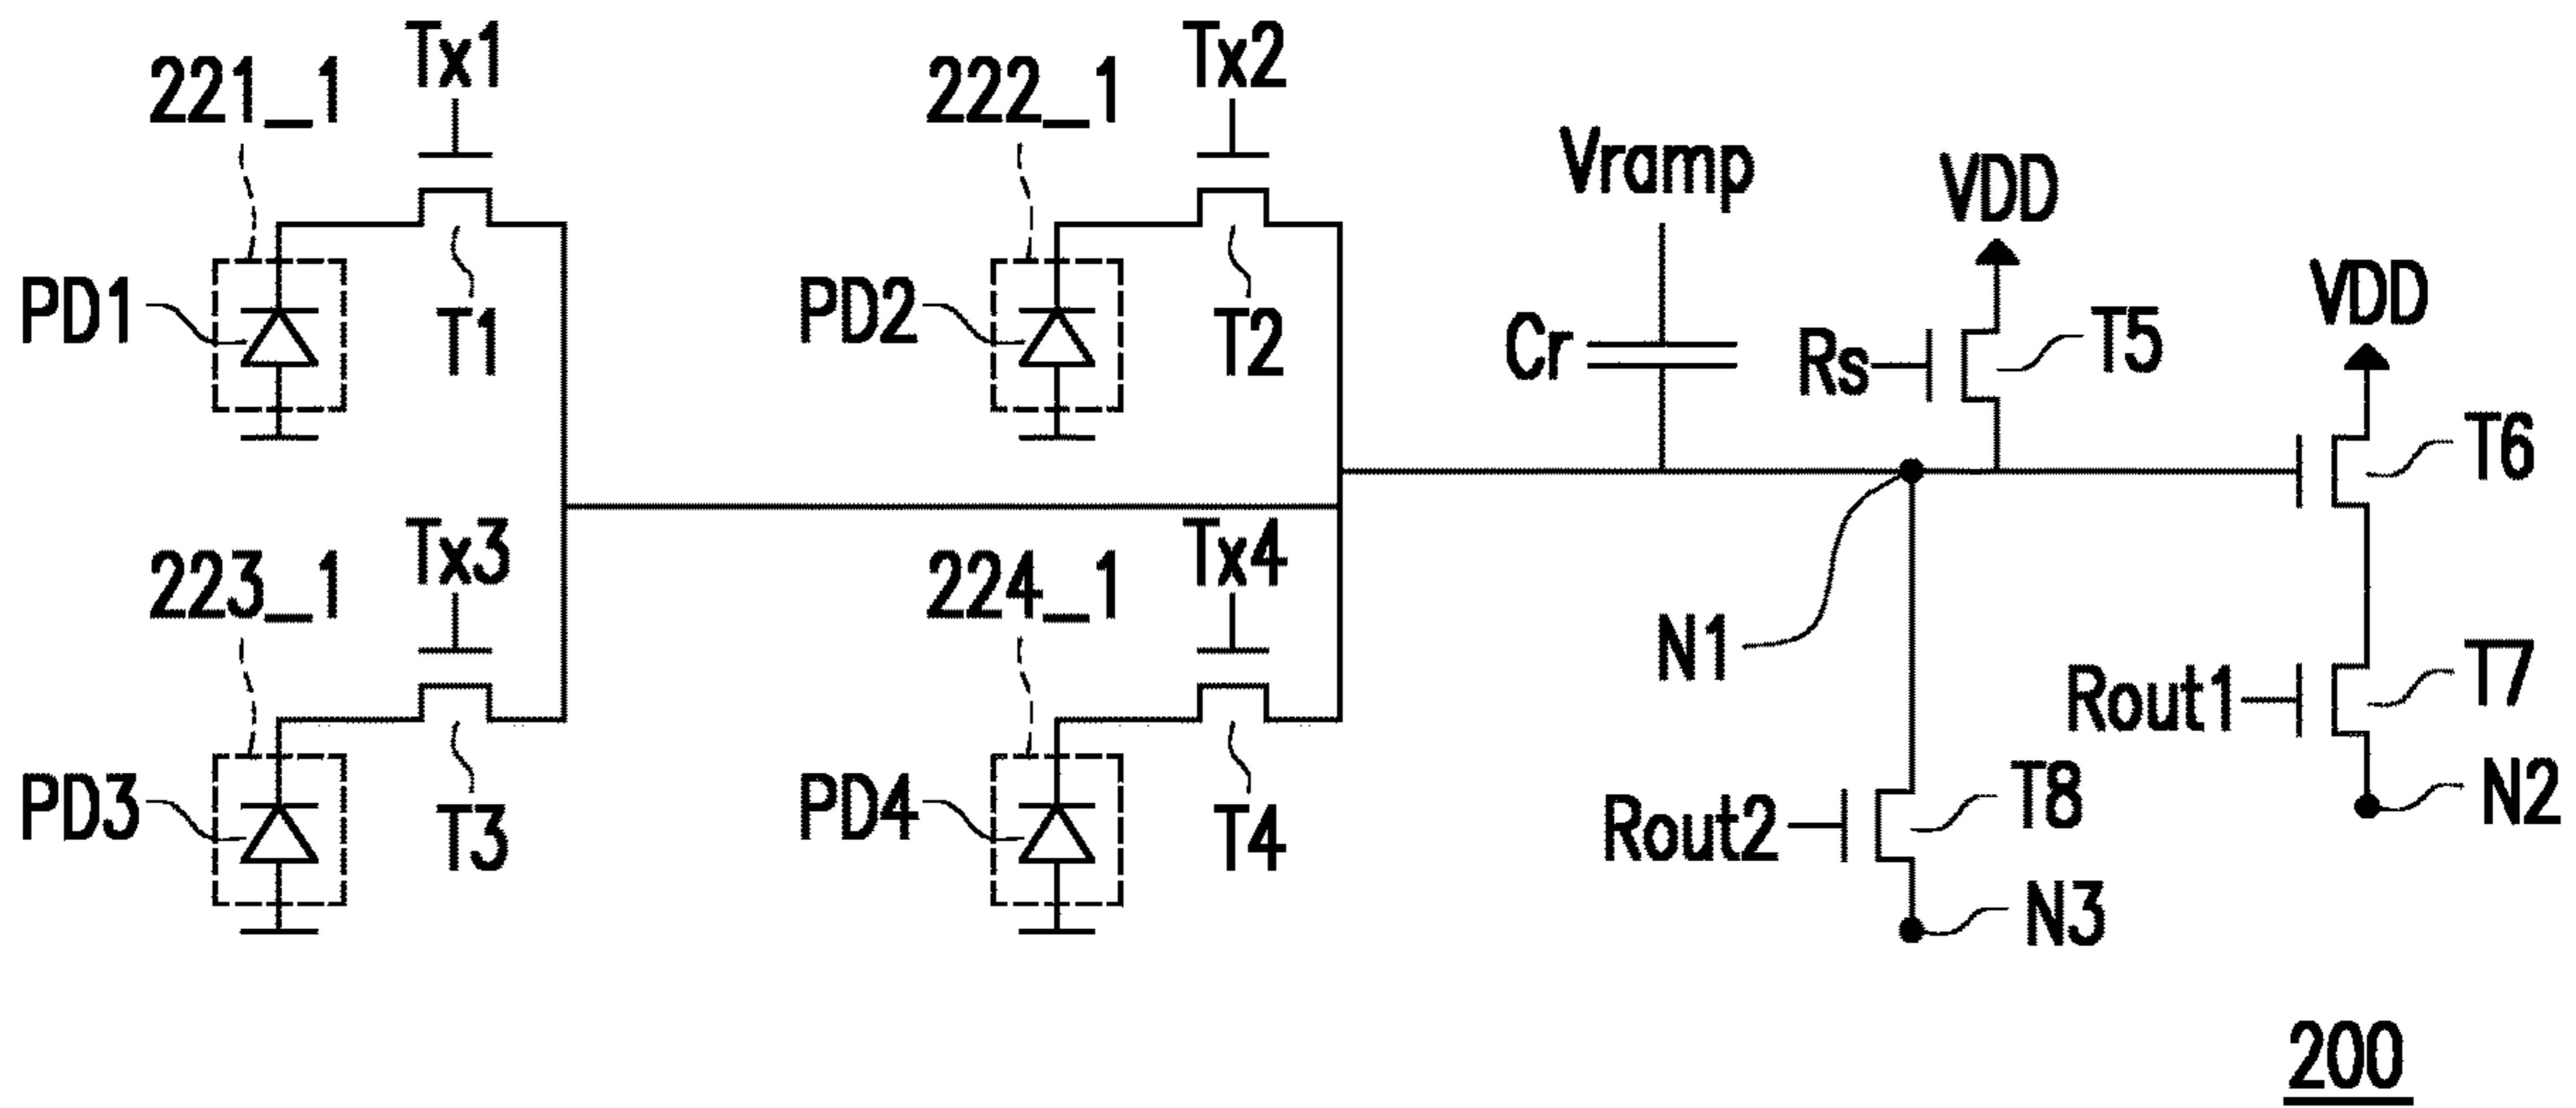 Tx1
Tx2
221_1
222_1
Vramp
VDD
VDD
PD1
T1
PD2
T2
Cr
Rs
T5
T6
Tx3
Tx4
223_1
224_1
N1
Rout1
T7
PD3
T3
PD4
T4
Rout2
T8
N2
N3
200